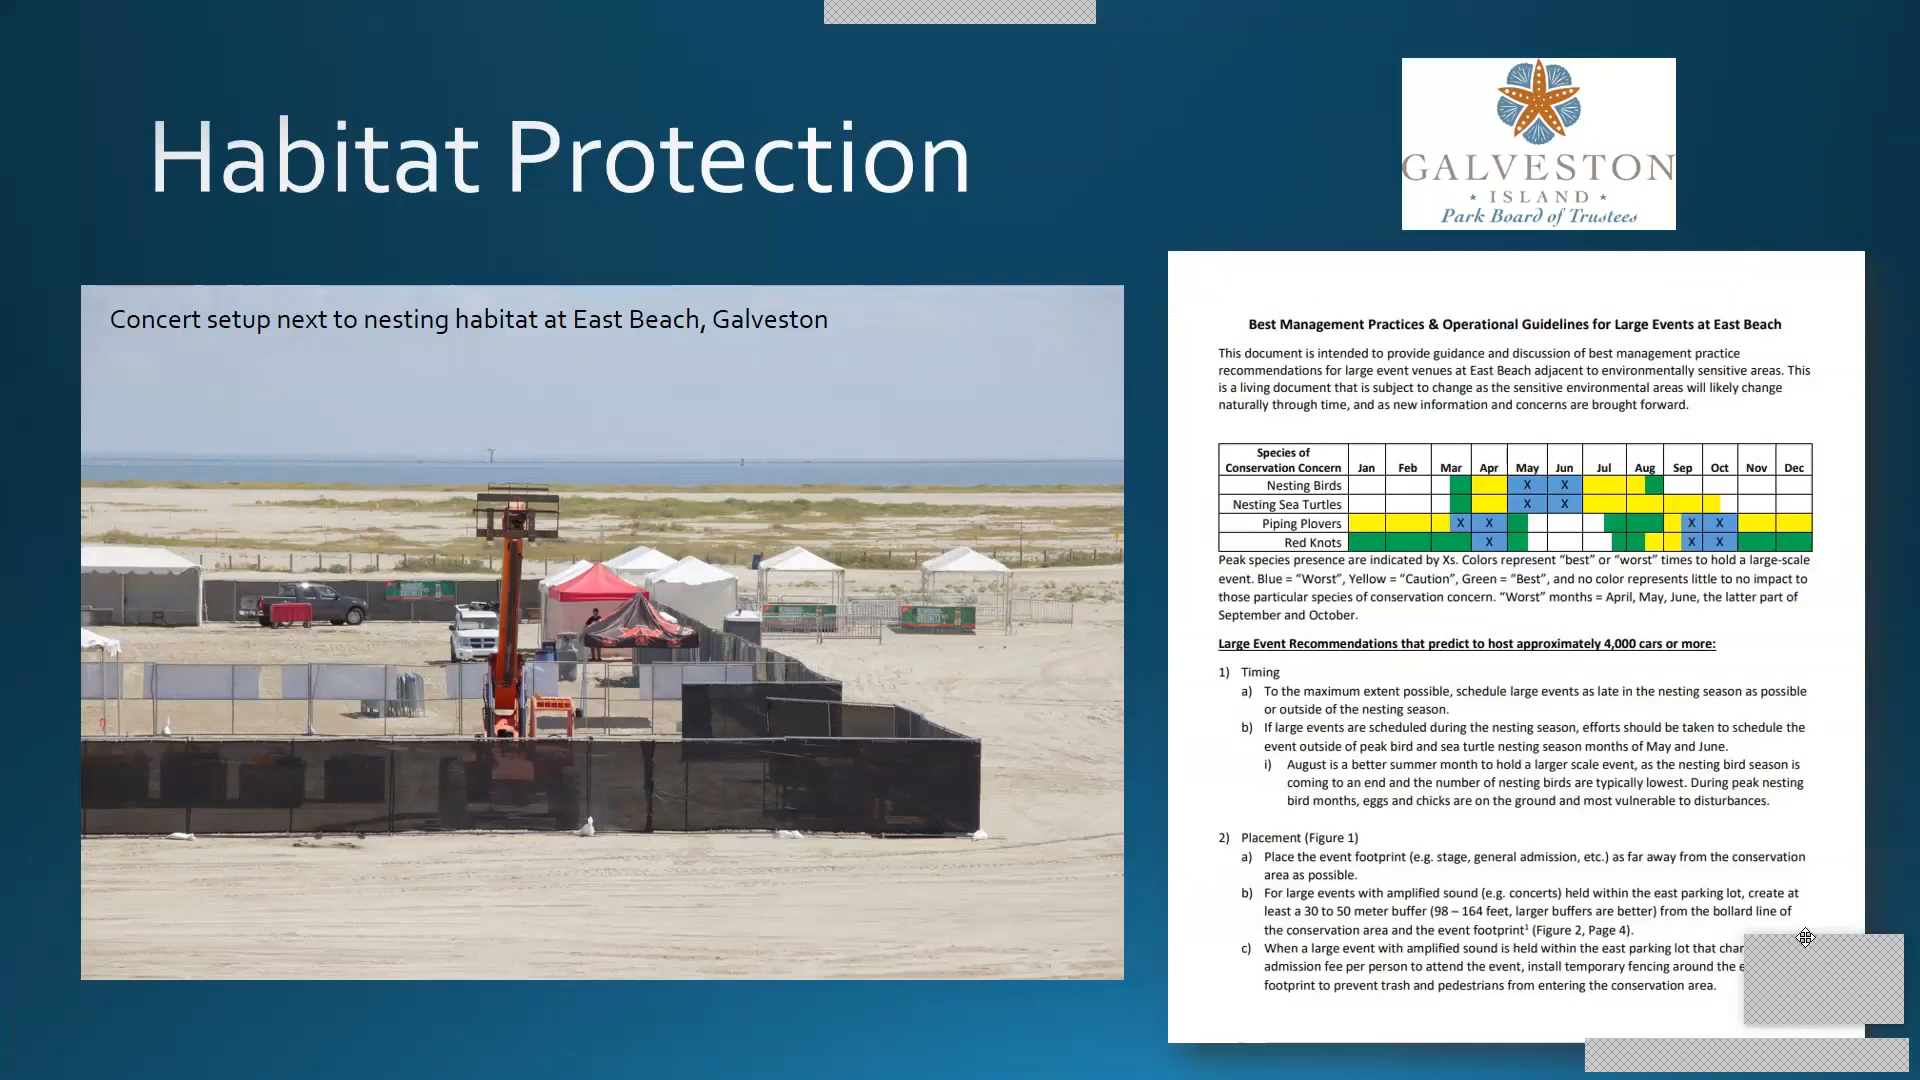 Habitat Protection
GALVESTON
* ISLAND *
Park Board of Trustees
Concert setup next to nesting habitat at East Beach, Galveston
Best Management Practices & Operational Guidelines for Large Events at East Beach
This document is intended to provide guidance and discussion of best management practice
recommendations for large event venues at East Beach adjacent to environmentally sensitive areas. This
is a living document that is subject to change as the sensitive environmental areas will likely change
naturally through time, and as new information and concerns are brought forward.
Species of
Conservation Concern Jan Feb Mar Apr May Jun Jul Aug Sep Oct Nov Dec
Nesting Birds X X
Nesting Sea Turtles X X
Piping Plovers X X X X
Red Knots X X X
Peak species presence are indicated by Xs. Colors represent “best” or “worst” times to hold a large-scale
event. Blue = “Worst”, Yellow = “Caution”, Green = “Best”, and no color represents little to no impact to
those particular species of conservation concern. “Worst” months = April, May, June, the latter part of
September and October.
Large Event Recommendations that predict to host approximately 4,000 cars or more:
1) Timing
a) To the maximum extent possible, schedule large events as late in the nesting season as possible
or outside of the nesting season.
b) If large events are scheduled during the nesting season, efforts should be taken to schedule the
event outside of peak bird and sea turtle nesting season months of May and June.
i) August is a better summer month to hold a larger scale event, as the nesting bird season is
coming to an end and the number of nesting birds are typically lowest. During peak nesting
bird months, eggs and chicks are on the ground and most vulnerable to disturbances.
2) Placement (Figure 1)
a) Place the event footprint (e.g. stage, general admission, etc.) as far away from the conservation
area as possible.
b) For large events with amplified sound (e.g. concerts) held within the east parking lot, create at
least a 30 to 50 meter buffer (98 – 164 feet, larger buffers are better) from the bollard line of
the conservation area and the event footprint¹ (Figure 2, Page 4).
c) When a large event with amplified sound is held within the east parking lot that
admission fee per person to attend the event, install temporary fencing around the
footprint to prevent trash and pedestrians from entering the conservation area.